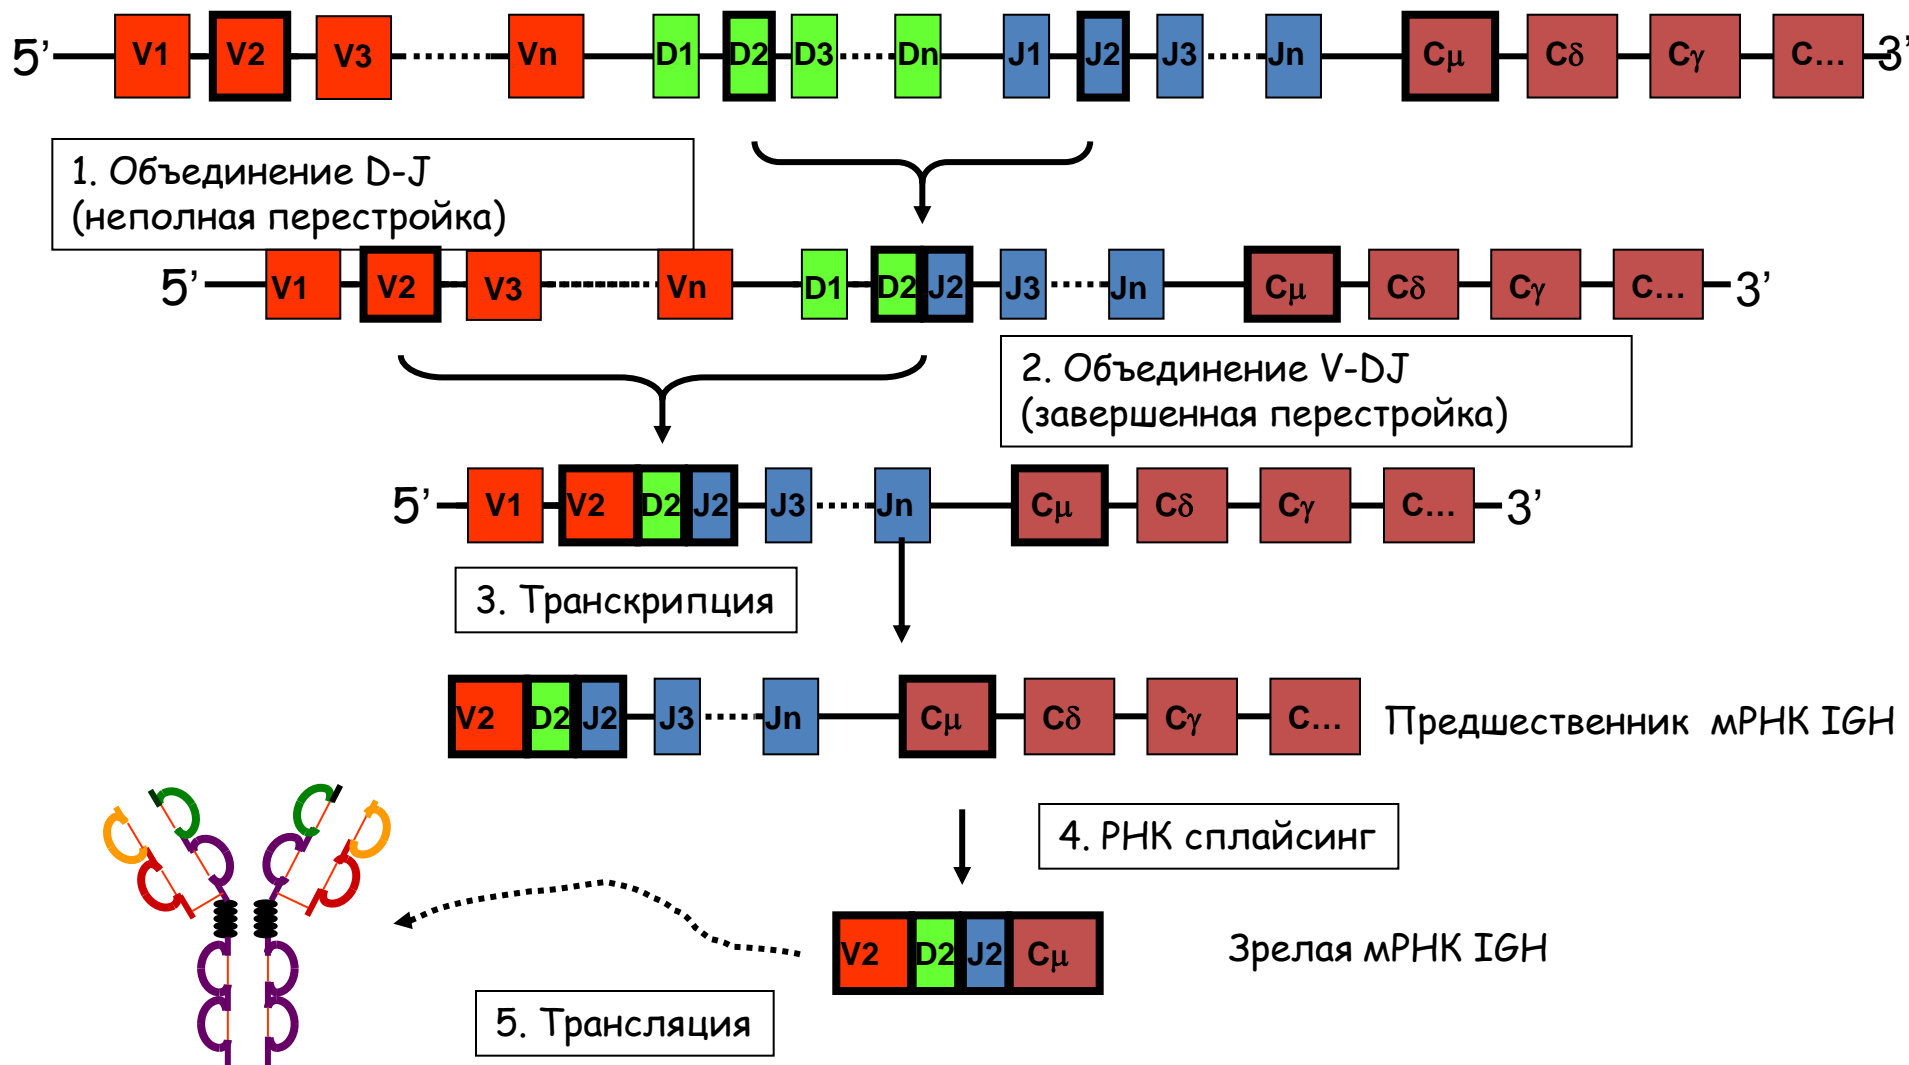 5’ V1 V2 V3 Vn D1 D2 D3 Dn J1 J2 J3 Jn Cμ Cδ Cγ C... 3’
1. Объединение D-J
(неполная перестройка)
5’ V1 V2 V3 Vn D1 D2 J2 J3 Jn Cμ Cδ Cγ C... 3’
2. Объединение V-DJ
(завершенная перестройка)
5’ V1 V2 D2 J2 J3 Jn Cμ Cδ Cγ C... 3’
3. Транскрипция
V2 D2 J2 J3 Jn Cμ Cδ Cγ C... Предшественник мРНК IGH
4. РНК сплайсинг
V2 D2 J2 Cμ Зрелая мРНК IGH
5. Трансляция